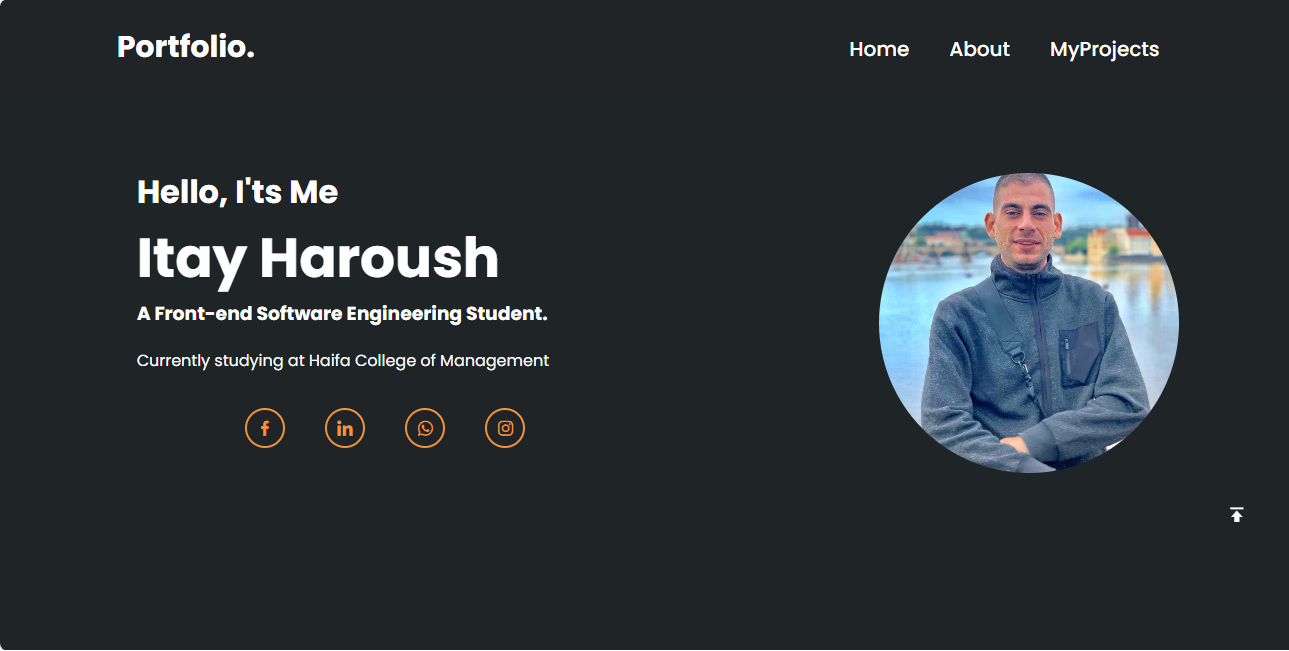 Portfolio.
Home About MyProjects
Hello, I'ts Me
Itay Haroush
A Front-end Software Engineering Student.
Currently studying at Haifa College of Management